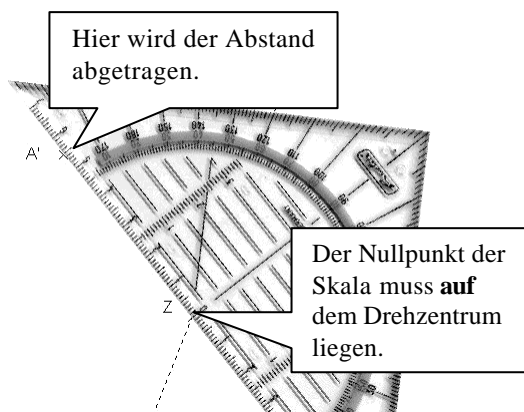 Hier wird der Abstand
abgetragen.
A'
Z
Der Nullpunkt der
Skala muss auf
dem Drehzentrum
liegen.